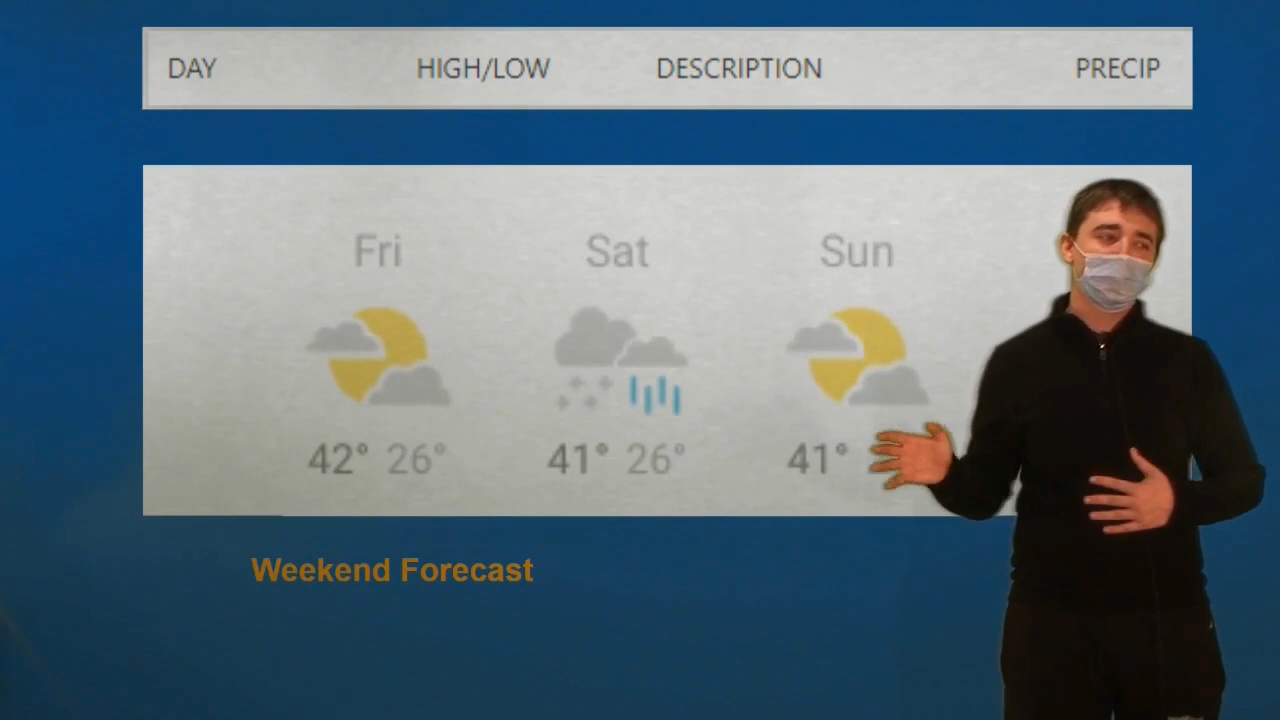 DAY HIGH/LOW DESCRIPTION PRECIP
Fri Sat Sun
42° 26° 41° 26° 41°
Weekend Forecast